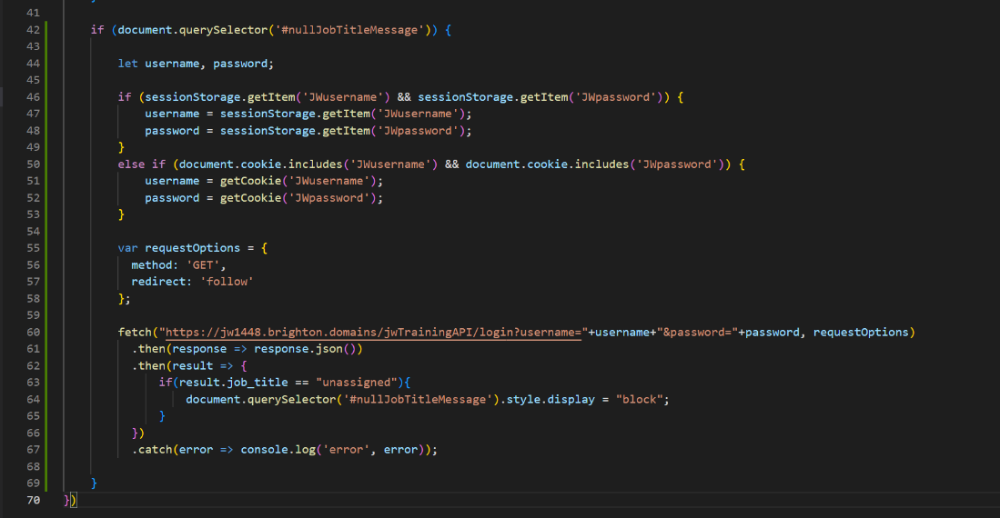 41
42 if (document.querySelector('#nullJobTitleMessage')) {
43
44 let username, password;
45
46 if (sessionStorage.getItem('JWusername') && sessionStorage.getItem('JWpassword')) {
47 username = sessionStorage.getItem('JWusername');
48 password = sessionStorage.getItem('JWpassword');
49 }
50 else if (document.cookie.includes('JWusername') && document.cookie.includes('JWpassword')) {
51 username = getCookie('JWusername');
52 password = getCookie('JWpassword');
53 }
54
55 var requestOptions = {
56 method: 'GET',
57 redirect: 'follow'
58 };
59
60 fetch("https://jw1448.brighton.domains/jwTrainingAPI/login?username="+username+"&password="+password, requestOptions)
61 .then(response => response.json())
62 .then(result => {
63 if(result.job_title == "unassigned"){
64 document.querySelector('#nullJobTitleMessage').style.display = "block";
65 }
66 })
67 .catch(error => console.log('error', error));
68
69 }
70 })